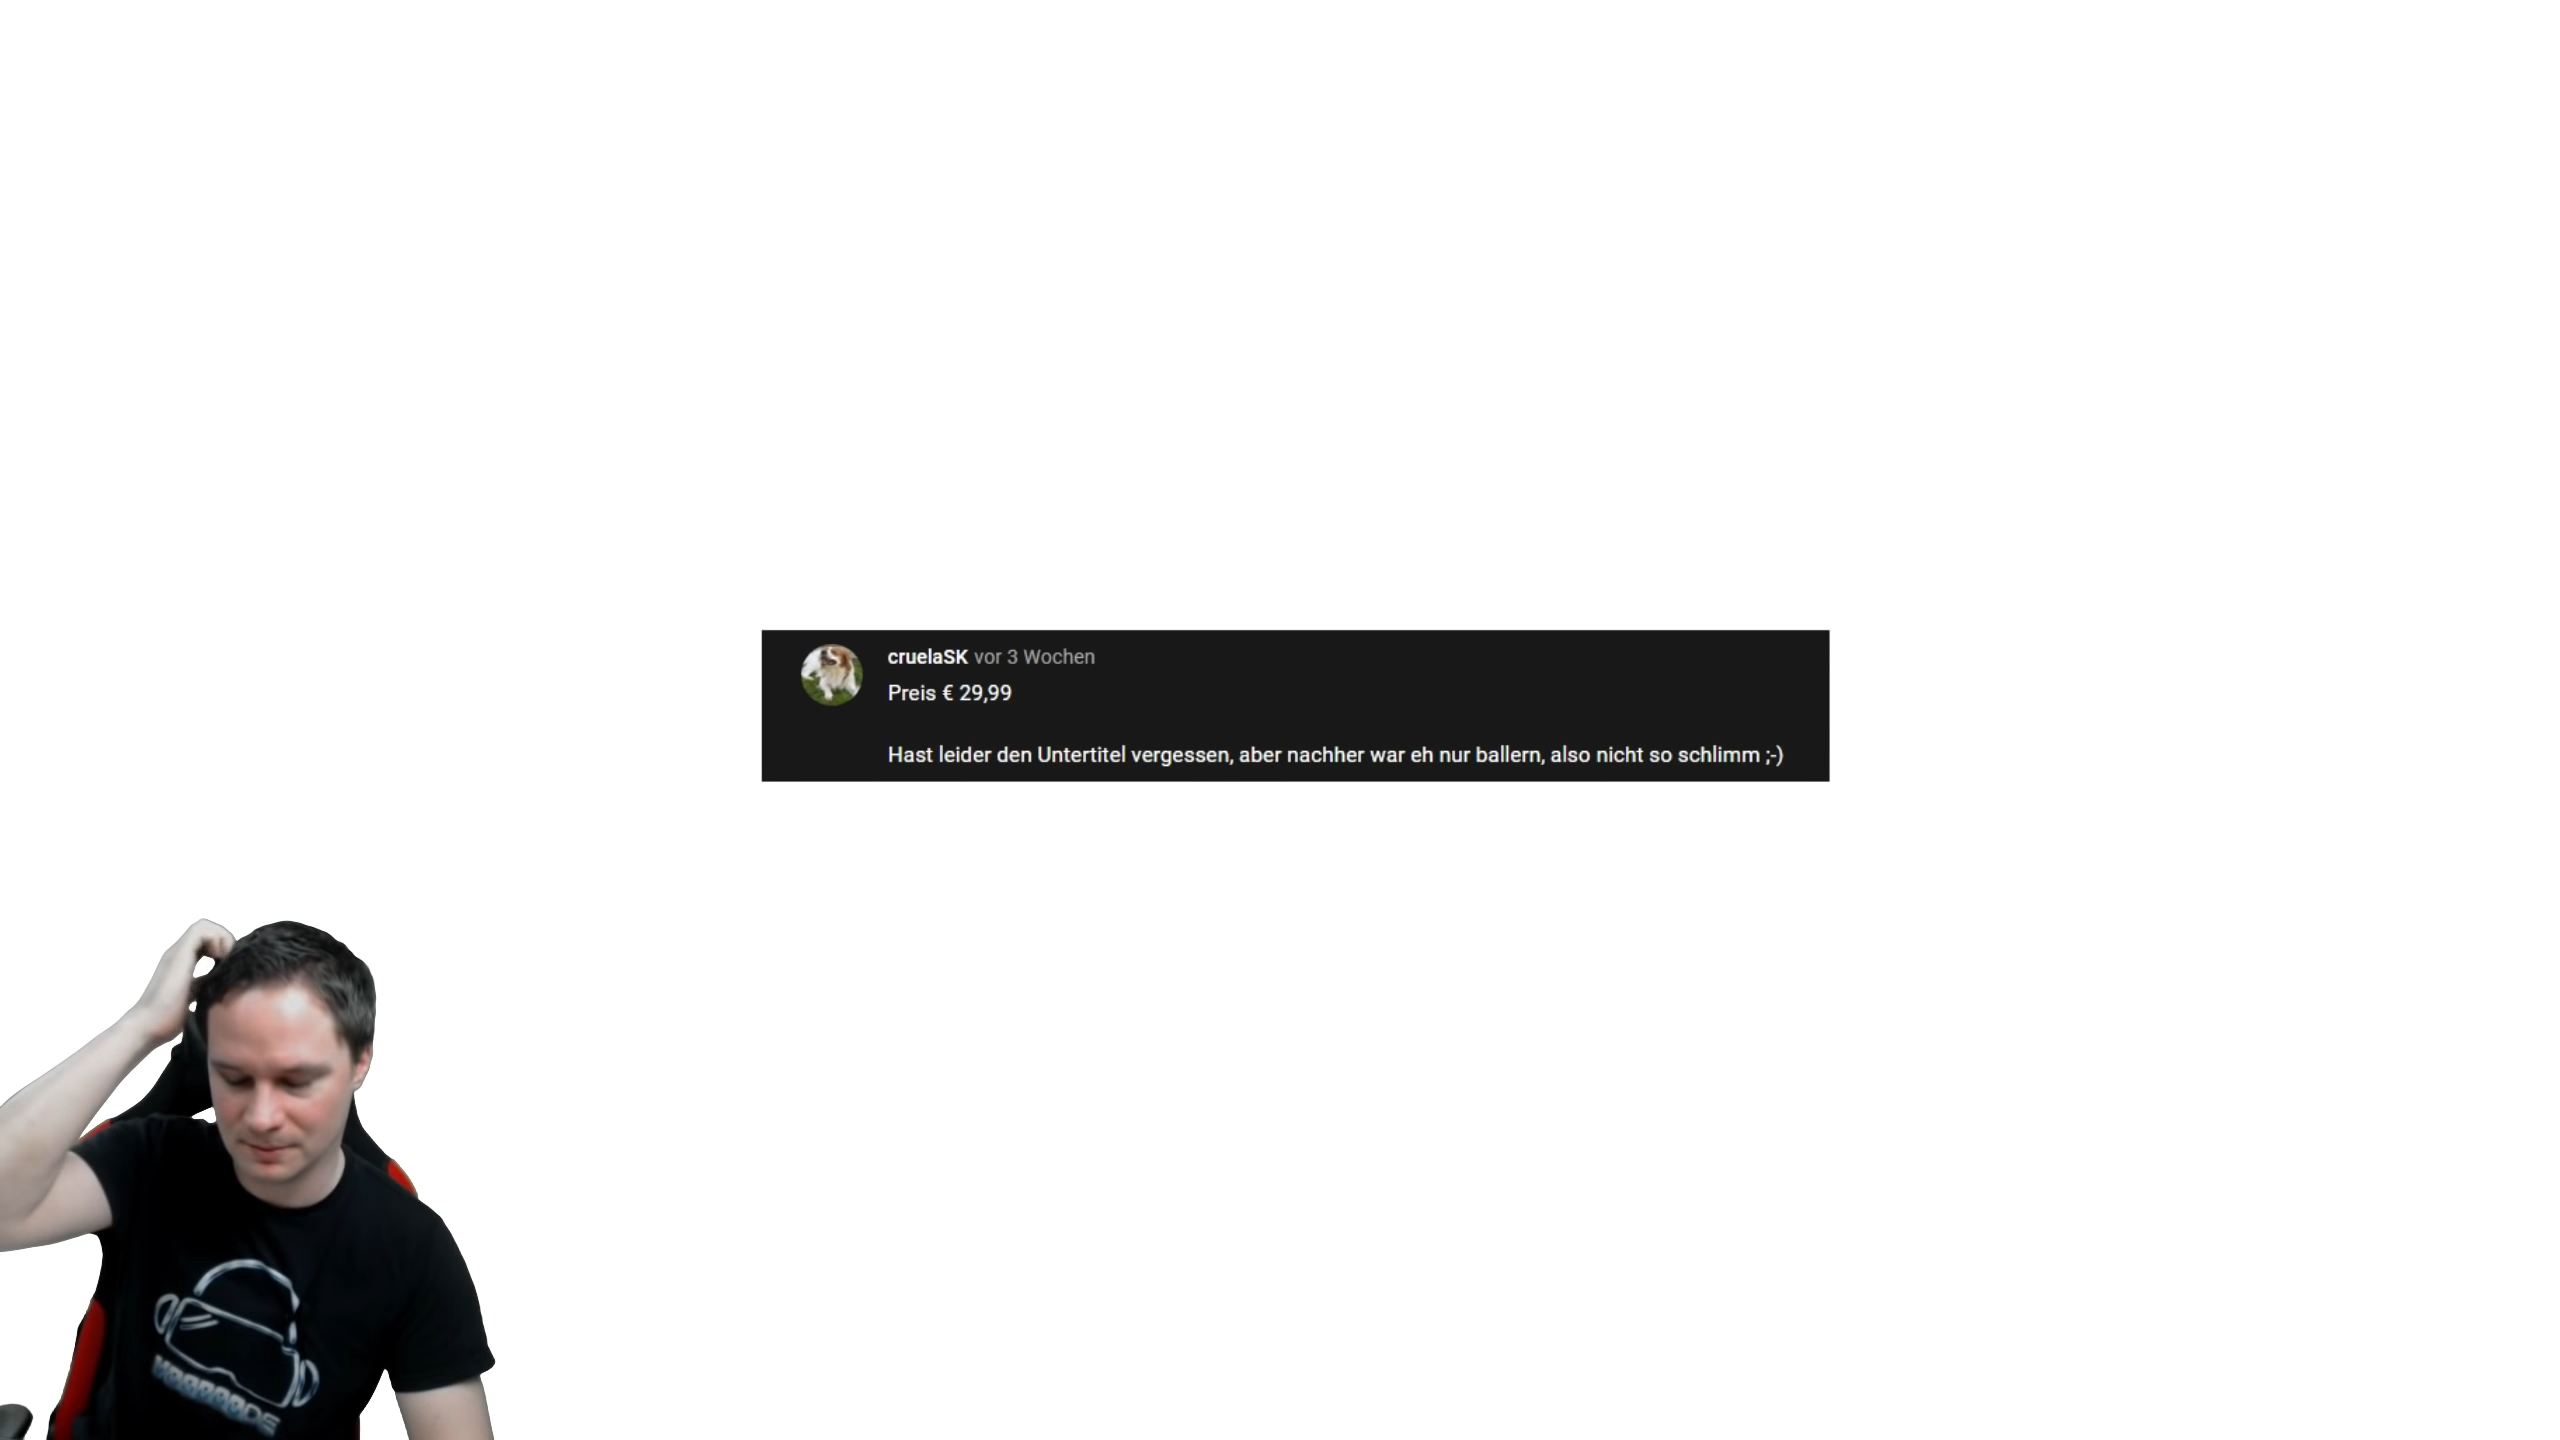 cruelaSK vor 3 Wochen
Preis € 29,99
Hast leider den Untertitel vergessen, aber nachher war eh nur ballern, also nicht so schlimm ;-)